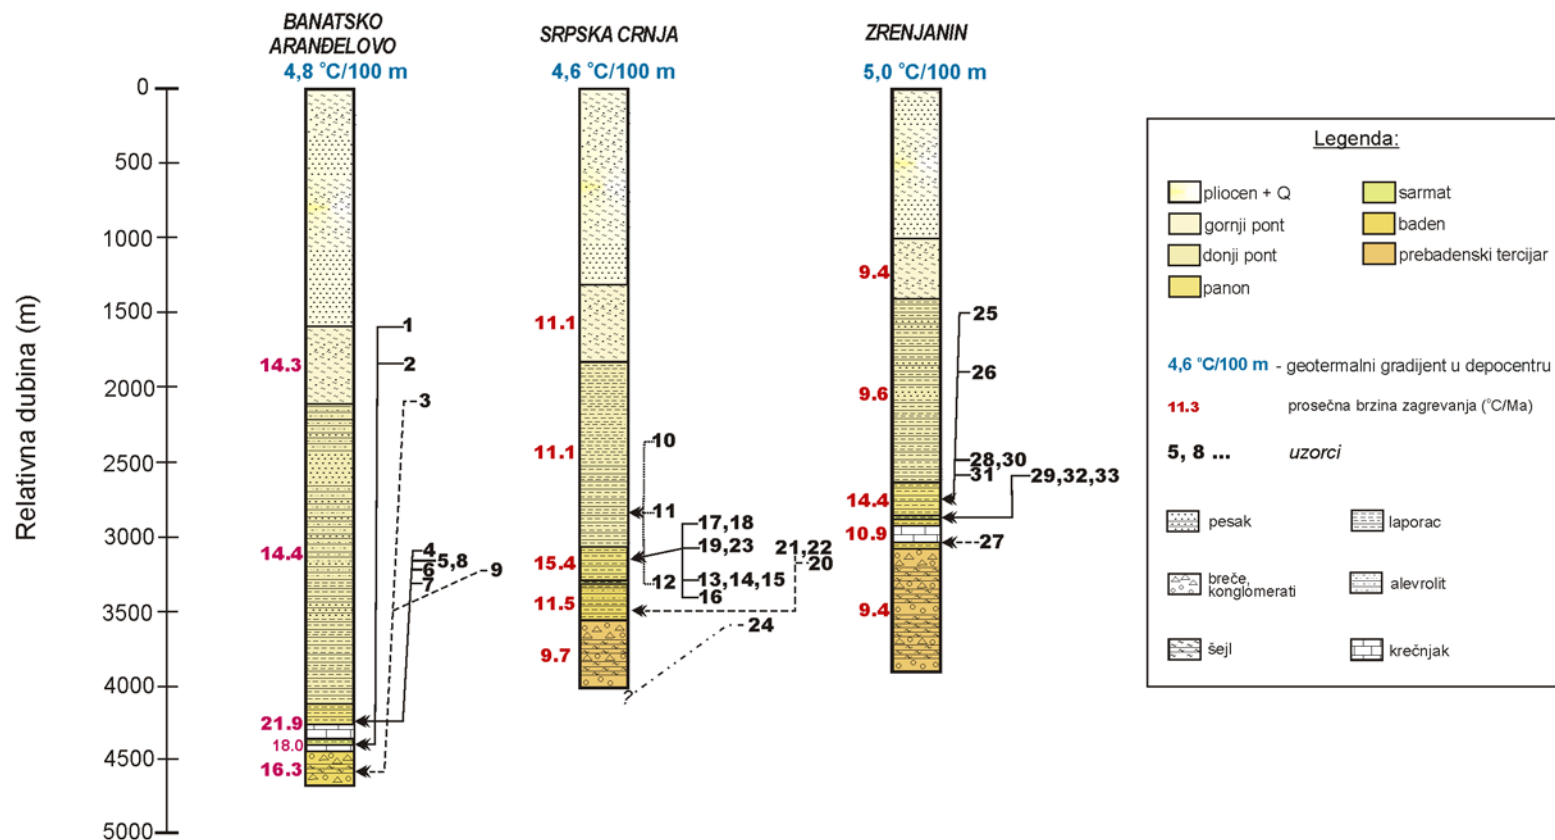 BANATSKO
ARANĐELOVO
4,8 °C/100 m
SRPSKA CRNJA
4,6 °C/100 m
ZRENJANIN
5,0 °C/100 m
Relativna dubina (m)
0
500
1000
1500
2000
2500
3000
3500
4000
4500
5000
14.3
14.4
21.9
18.0
16.3
1
2
3
4
5,8
6
7
9
11.1
11.1
15.4
11.5
9.7
10
11
12
17,18
19,23
13,14,15
16
21,22
20
24
?
9.4
9.6
14.4
10.9
9.4
25
26
28,30
31
29,32,33
27
Legenda:
pliocen + Q
gornji pont
donji pont
panon
sarmat
baden
prebadenski tercijar
4,6 °C/100 m - geotermalni gradijent u depocentru
11.3 prosečna brzina zagrevanja (°C/Ma)
5, 8 ... uzorci
pesak
laporac
breče,
konglomerati
alevrolit
šejl
krečnjak